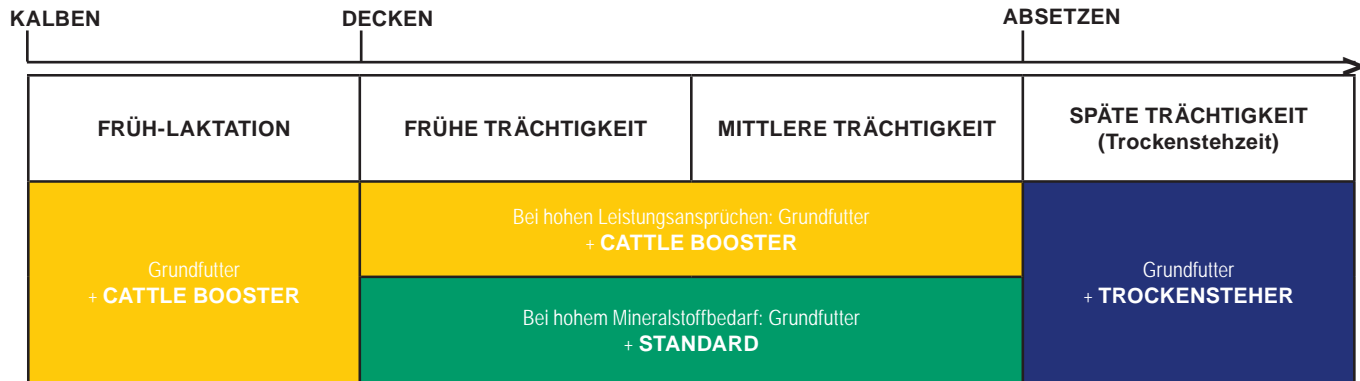 KALBEN
DECKEN
ABSETZEN
FRÜH-LAKTATION
FRÜHE TRÄCHTIGKEIT
MITTLERE TRÄCHTIGKEIT
SPÄTE TRÄCHTIGKEIT
(Trockenstehzeit)
Grundfutter
+ CATTLE BOOSTER
Bei hohen Leistungsansprüchen: Grundfutter
+ CATTLE BOOSTER
Bei hohem Mineralstoffbedarf: Grundfutter
+ STANDARD
Grundfutter
+ TROCKENSTEHER